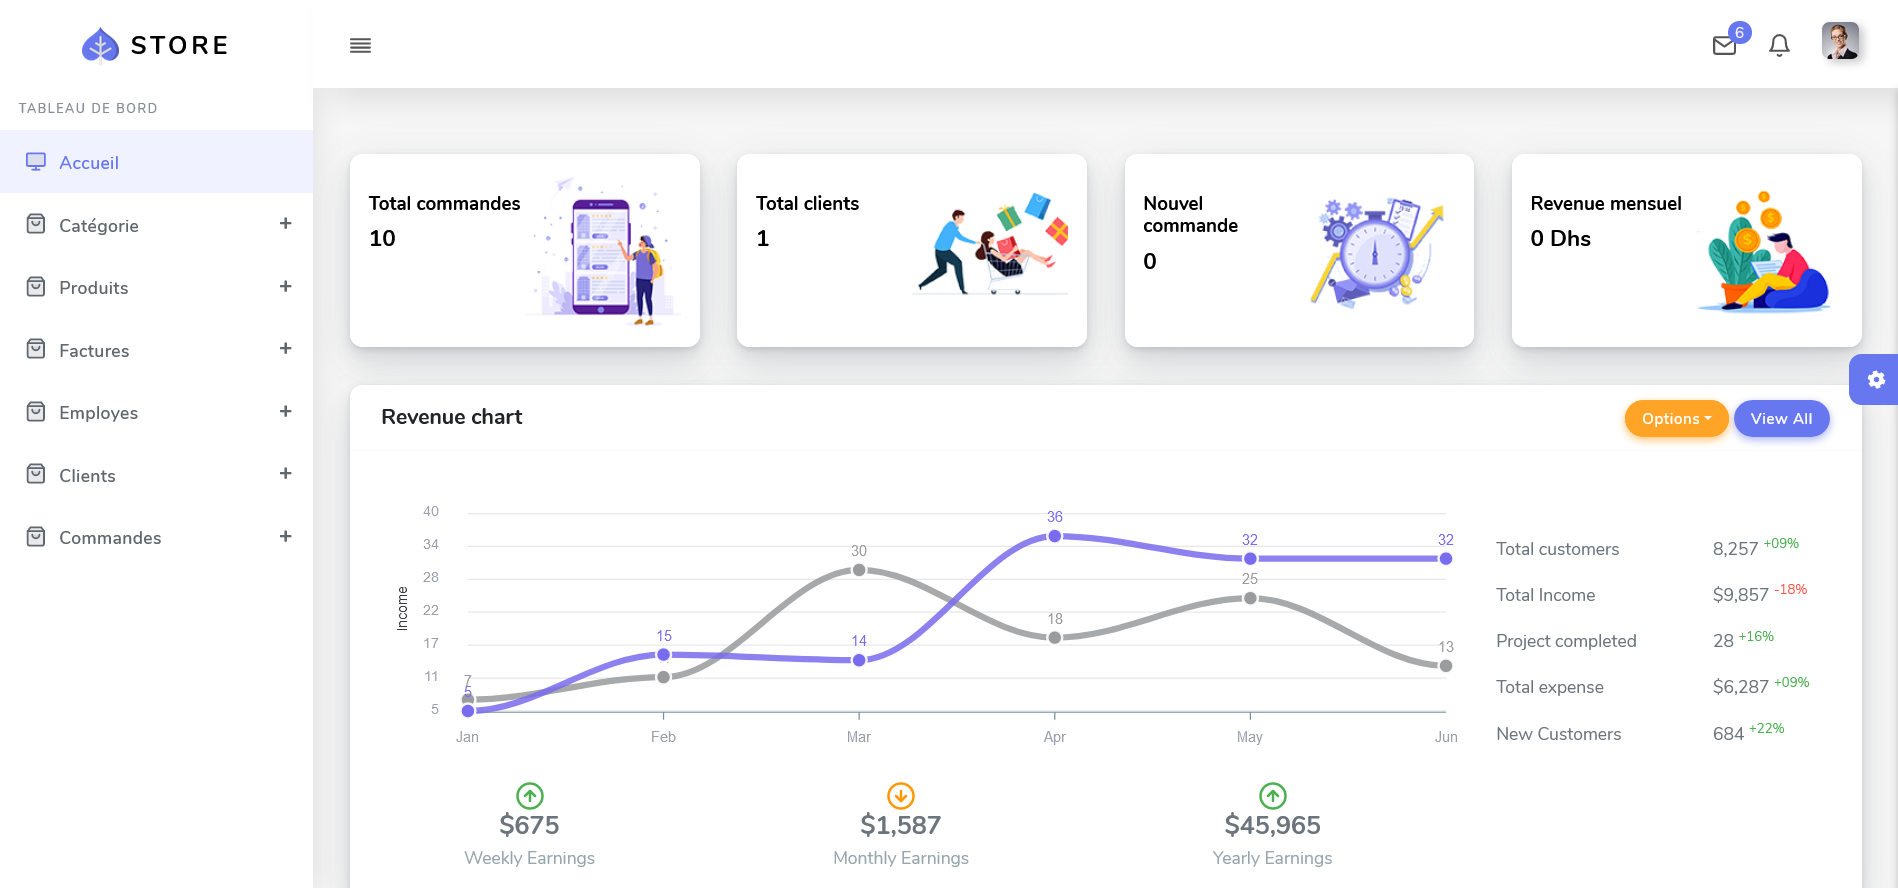 STORE
6
TABLEAU DE BORD
Accueil
Catégorie +
Produits +
Factures +
Employes +
Clients +
Commandes +
Total commandes
10
Total clients
1
Nouvel
commande
0
Revenue mensuel
0 Dhs
Revenue chart
Options
View All
Income
40
34
28
22
17
11
5
7
5
15
30
14
36
18
32
25
32
13
Jan
Feb
Mar
Apr
May
Jun
Total customers 8,257 +09%
Total Income $9,857 -18%
Project completed 28 +16%
Total expense $6,287 +09%
New Customers 684 +22%
$675
Weekly Earnings
$1,587
Monthly Earnings
$45,965
Yearly Earnings